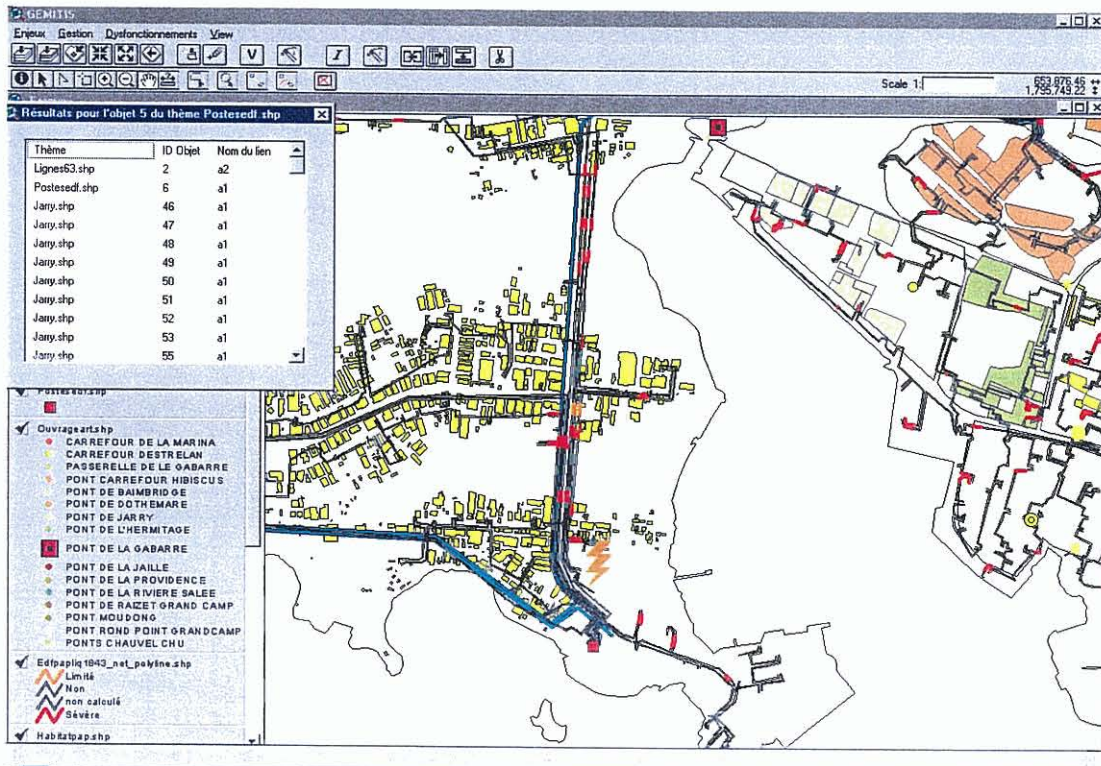 GEMITIS
Enjeux Gestion Dysfonctionnements View
V I
Scale 1:
653,876.46
1,795,749.22
Résultats pour l'objet 5 du thème Postesedf.shp
Thème ID Objet Nom du lien
Lignes63.shp 2 a2
Postesedf.shp 6 a1
Jarry.shp 46 a1
Jarry.shp 47 a1
Jarry.shp 48 a1
Jarry.shp 49 a1
Jarry.shp 50 a1
Jarry.shp 51 a1
Jarry.shp 52 a1
Jarry.shp 53 a1
Jarry.shp 55 a1
Postesedf.shp
Ouvrageart.shp
CARREFOUR DE LA MARINA
CARREFOUR DESTRELAN
PASSERELLE DE LE GABARRE
PONT CARREFOUR HIBISCUS
PONT DE BAIMBRIDGE
PONT DE DOTHEMARE
PONT DE JARRY
PONT DE L'HERMITAGE
PONT DE LA GABARRE
PONT DE LA JAILLE
PONT DE LA PROVIDENCE
PONT DE LA RIVIERE SALEE
PONT DE RAIZET GRAND CAMP
PONT MOUDONG
PONT ROND POINT GRANDCAMP
PONTS CHAUVEL CHU
Edfpapliq1843_net_polyline.shp
Limité
Non
non calculé
Sévère
Habitatpap.shp